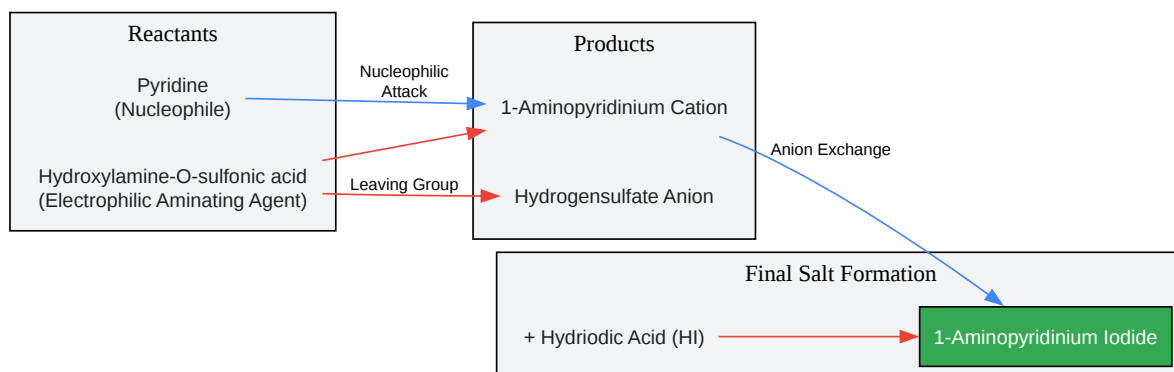 Reactants
Pyridine
(Nucleophile)
Hydroxylamine-O-sulfonic acid
(Electrophilic Aminating Agent)
Nucleophilic
Attack
Leaving Group
Products
1-Aminopyridinium Cation
Hydrogensulfate Anion
Anion Exchange
Final Salt Formation
+ Hydriodic Acid (HI)
1-Aminopyridinium Iodide